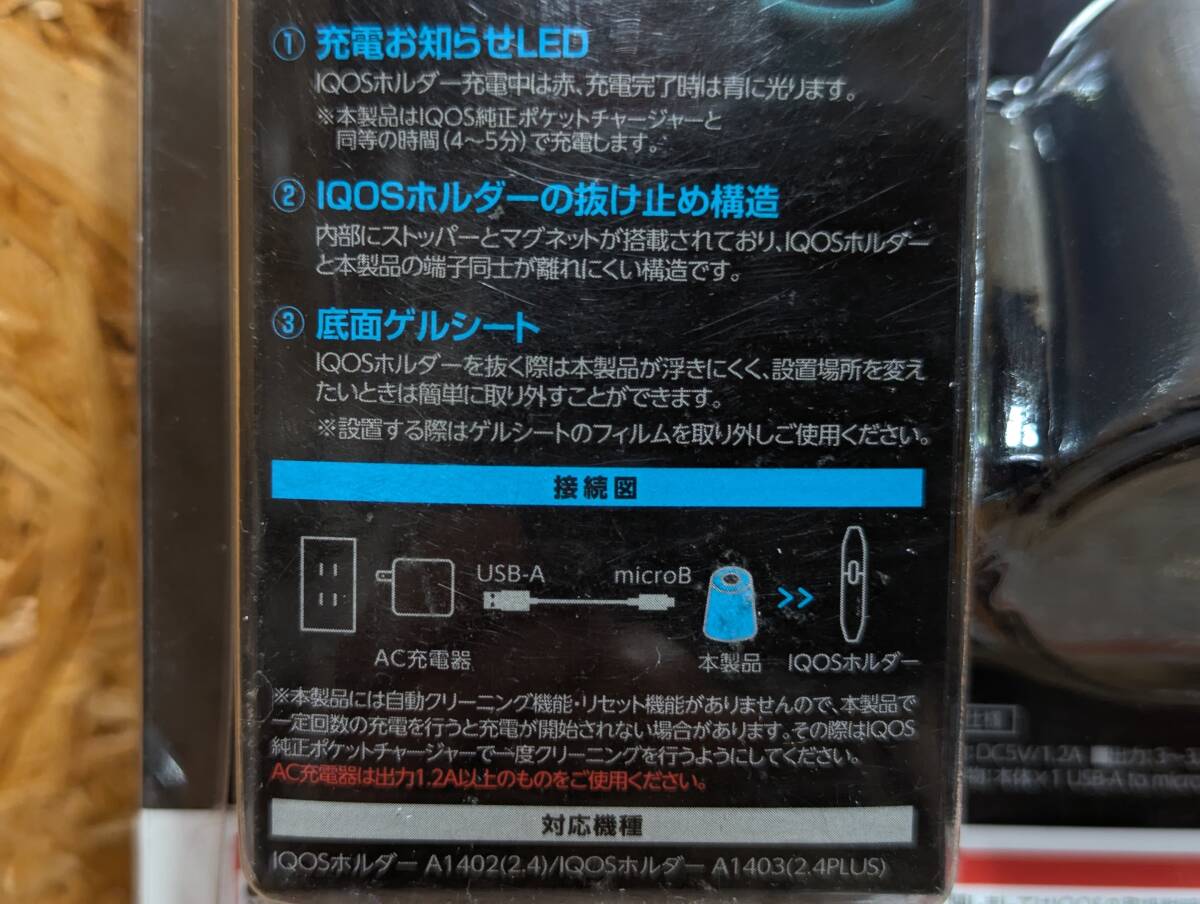 ① 充電お知らせLED
IQOSホルダー充電中は赤、充電完了時は青に光ります。
※本製品はIQOS純正ポケットチャージャーと
同等の時間(4〜5分)で充電します。
② IQOSホルダーの抜け止め構造
内部にストッパーとマグネットが搭載されており、IQOSホルダー
と本製品の端子同士が離れにくい構造です。
③ 底面ゲルシート
IQOSホルダーを抜く際は本製品が浮きにくく、設置場所を変え
たいときは簡単に取り外すことができます。
※設置する際はゲルシートのフィルムを取り外しご使用ください。
接続図
USB-A microB
AC充電器 本製品 IQOSホルダー
※本製品には自動クリーニング機能・リセット機能がありませんので、本製品で
一定回数の充電を行うと充電が開始されない場合があります。その際はIQOS
純正ポケットチャージャーで一度クリーニングを行うようにしてください。
AC充電器は出力1.2A以上のものをご使用ください。
対応機種
IQOSホルダー A1402(2.4)/IQOSホルダー A1403(2.4PLUS)
仕様
:DC5V/1.2A ■出力:3〜3
物:本体×1 USB-A to micro